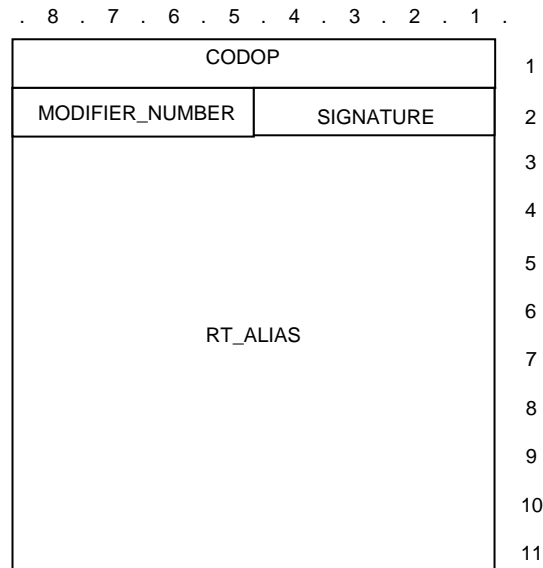 . 8 . 7 . 6 . 5 . 4 . 3 . 2 . 1 .
CODOP 1
MODIFIER_NUMBER SIGNATURE 2
3
4
5
6
RT_ALIAS
7
8
9
10
11